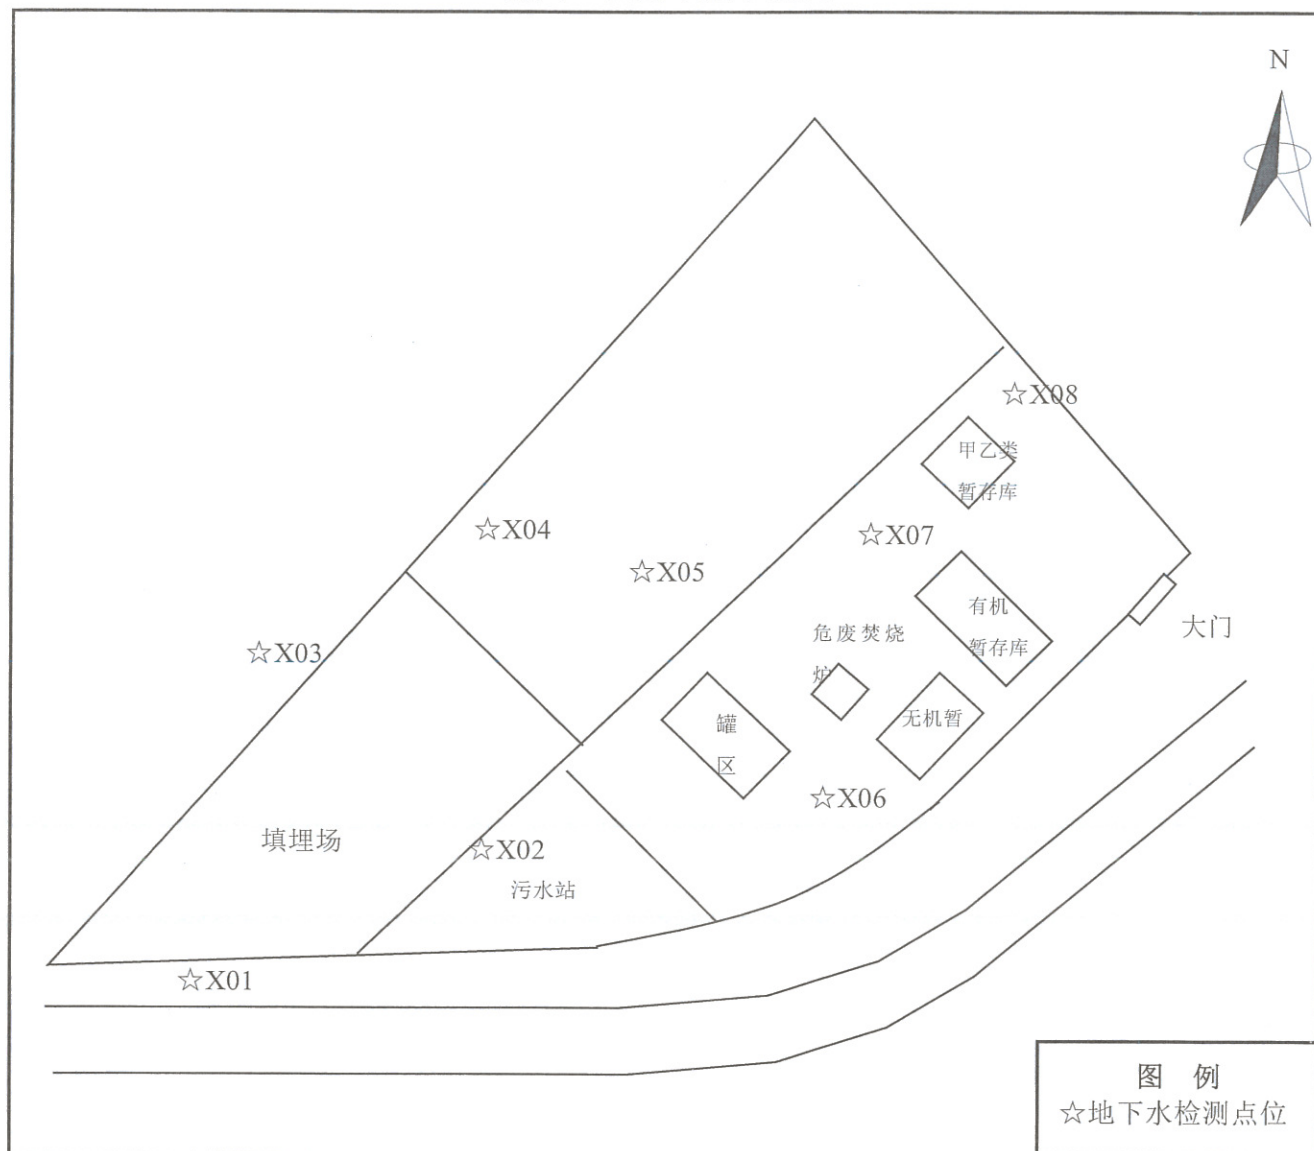 N
☆X08
甲乙类
暂存库
☆X04
☆X07
☆X05
有机
暂存库
危废焚烧
炉
大门
☆X03
罐
区
无机暂
☆X06
填埋场
☆X02
污水站
☆X01
图 例
☆地下水检测点位